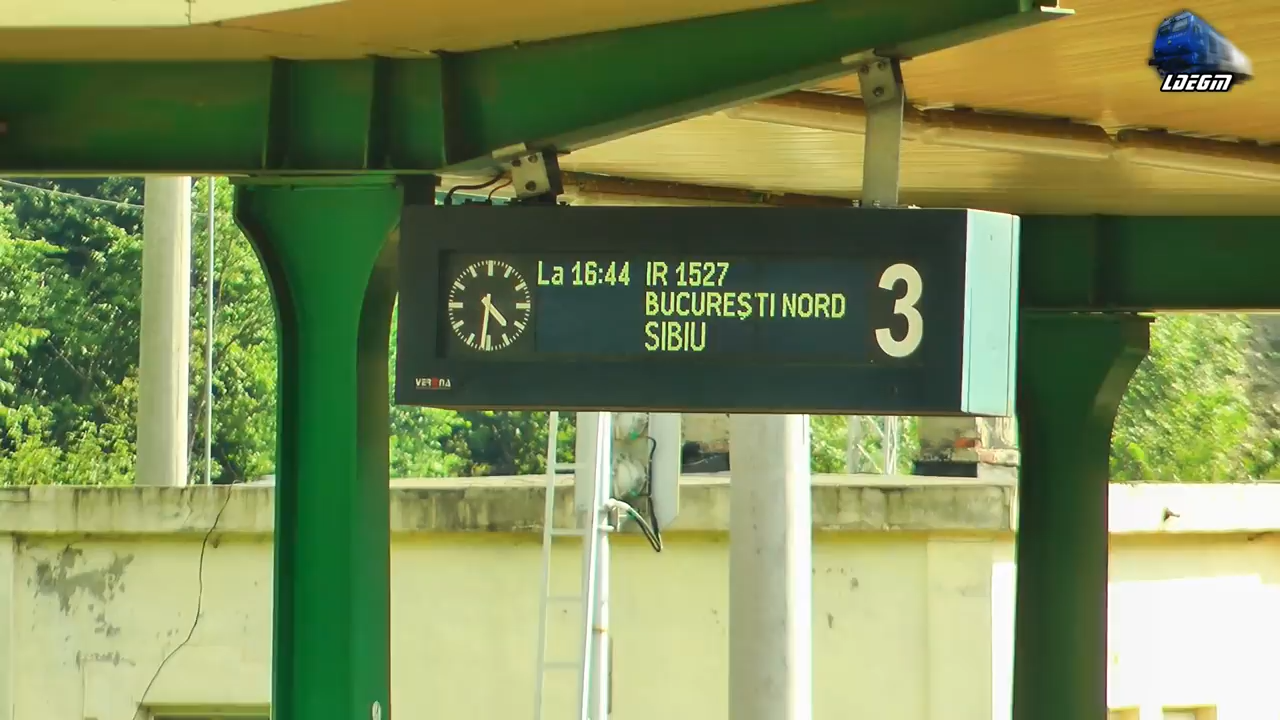 LDEGM
La 16:44 IR 1527
BUCUREȘTI NORD
SIBIU
3
VERONA